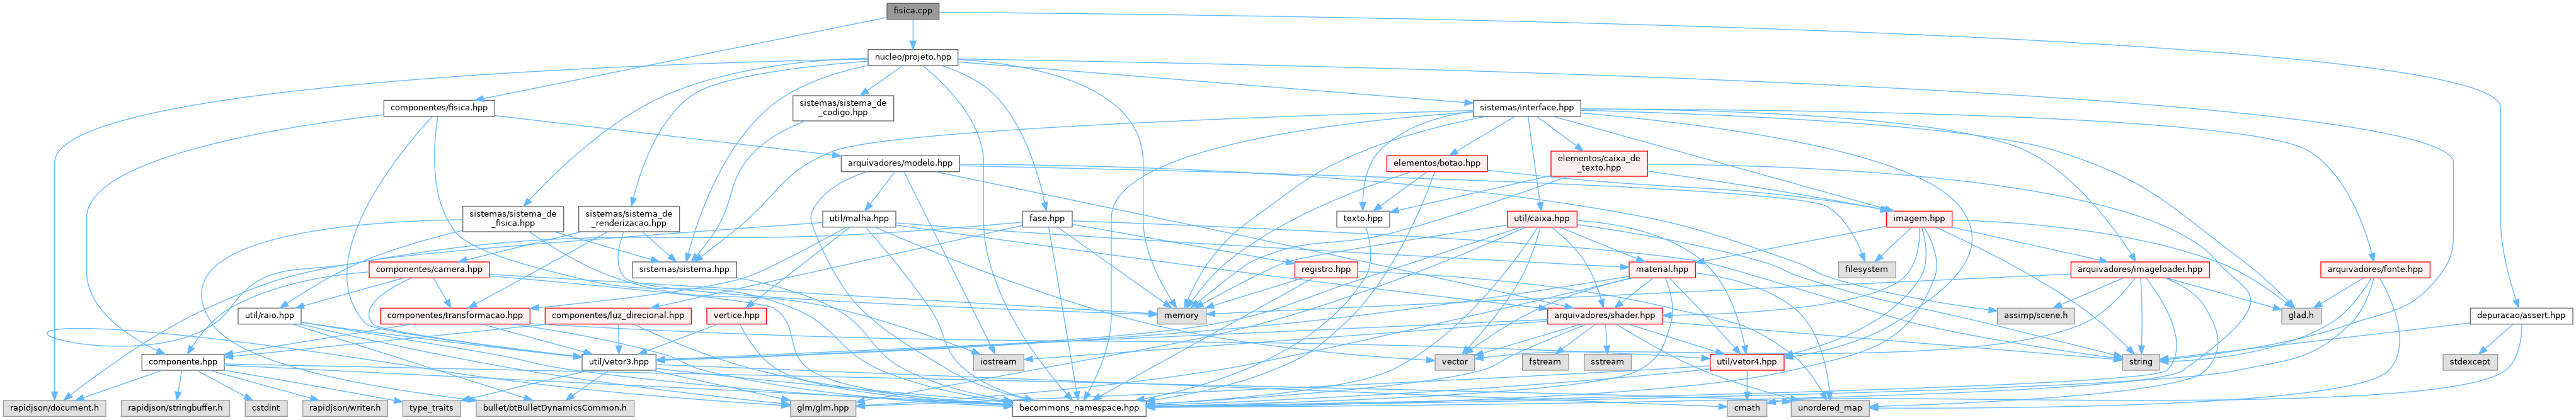 fisica.cpp
nucleo/projeto.hpp
componentes/fisica.hpp
sistemas/sistema_de
_codigo.hpp
sistemas/interface.hpp
arquivadores/modelo.hpp
elementos/botao.hpp
elementos/caixa_de
_texto.hpp
sistemas/sistema_de
_fisica.hpp
sistemas/sistema_de
_renderizacao.hpp
util/malha.hpp
fase.hpp
texto.hpp
util/caixa.hpp
imagem.hpp
componentes/camera.hpp
sistemas/sistema.hpp
registro.hpp
material.hpp
filesystem
arquivadores/imageloader.hpp
arquivadores/fonte.hpp
util/raio.hpp
componentes/transformacao.hpp
componentes/luz_direcional.hpp
vertice.hpp
memory
arquivadores/shader.hpp
assimp/scene.h
glad.h
depuracao/assert.hpp
componente.hpp
util/vetor3.hpp
iostream
vector
fstream
sstream
util/vetor4.hpp
string
stdexcept
rapidjson/document.h
rapidjson/stringbuffer.h
cstdint
rapidjson/writer.h
type_traits
bullet/btBulletDynamicsCommon.h
glm/glm.hpp
becommons_namespace.hpp
cmath
unordered_map